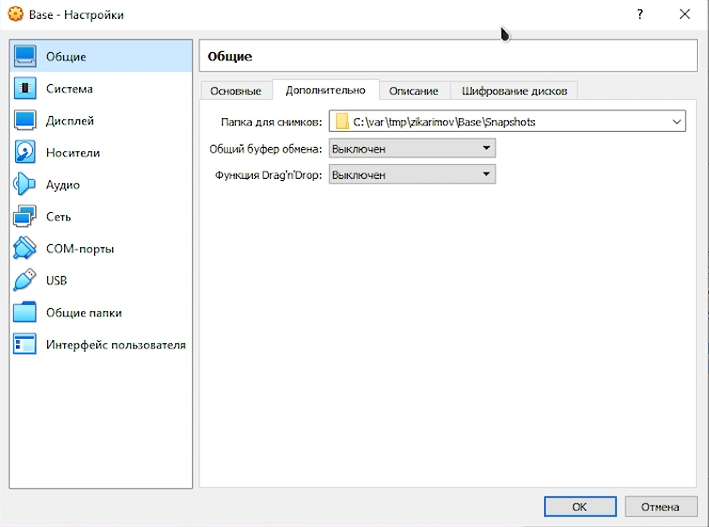 Base - Настройки ?
Общие
Система
Дисплей
Носители
Аудио
Сеть
COM-порты
USB
Общие папки
Интерфейс пользователя
Общие
Основные Дополнительно Описание Шифрование дисков
Папка для снимков: C:\var\tmp\zikarimov\Base\Snapshots
Общий буфер обмена: Выключен
Функция Drag'n'Drop: Выключен
OK Отмена